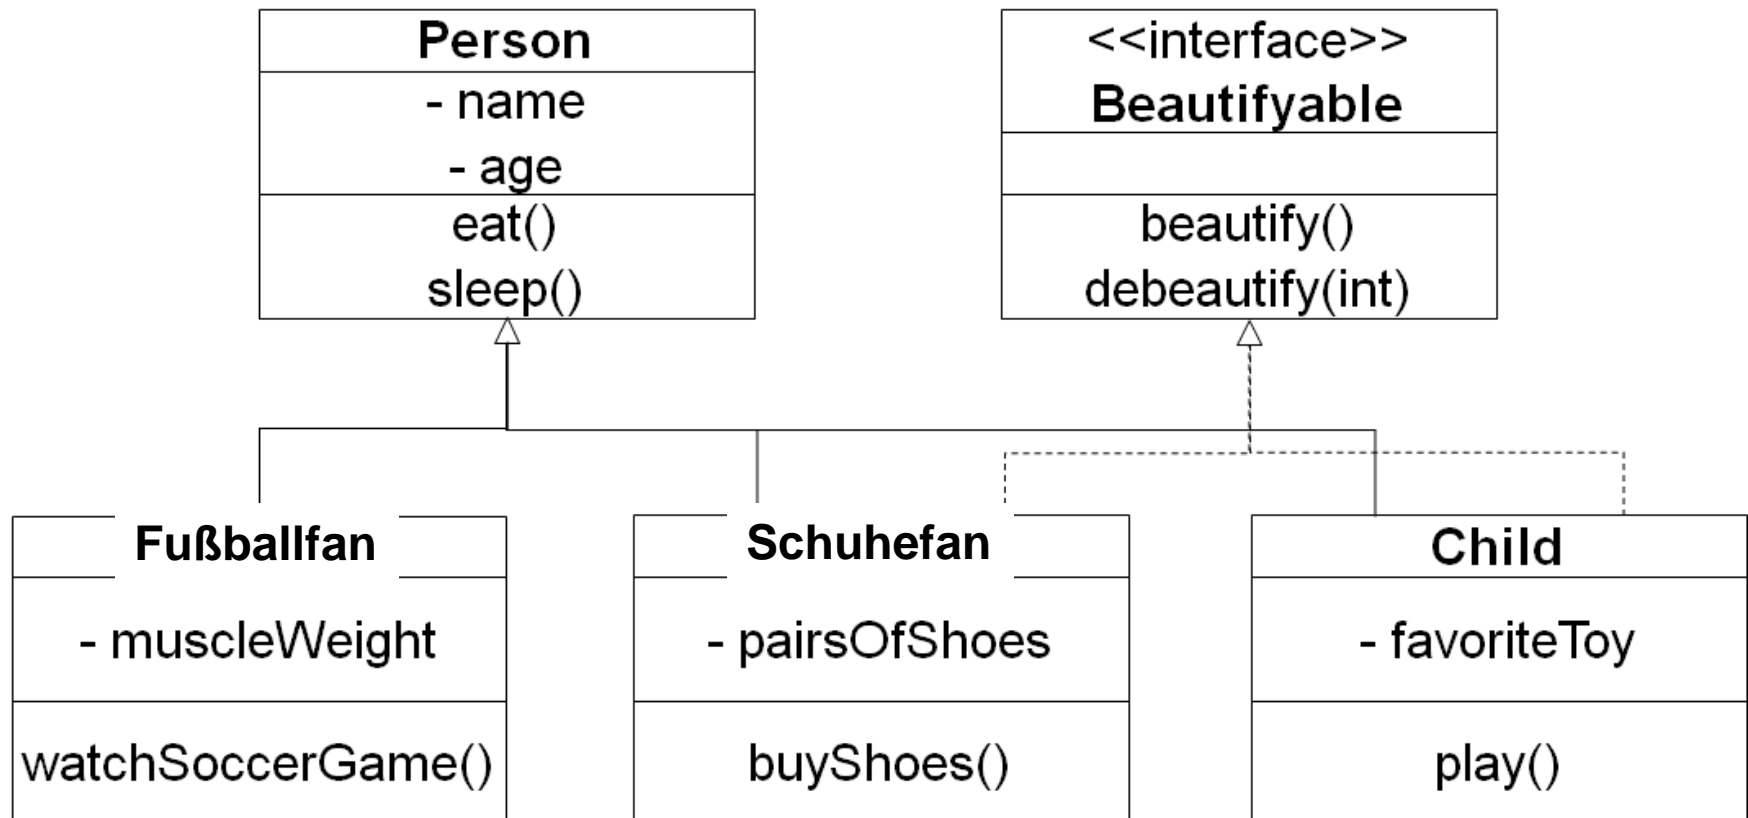 Person
- name
- age
eat()
sleep()
<<interface>>
Beautifyable
beautify()
debeautify(int)
Fußballfan
- muscleWeight
watchSoccerGame()
Schuhefan
- pairsOfShoes
buyShoes()
Child
- favoriteToy
play()